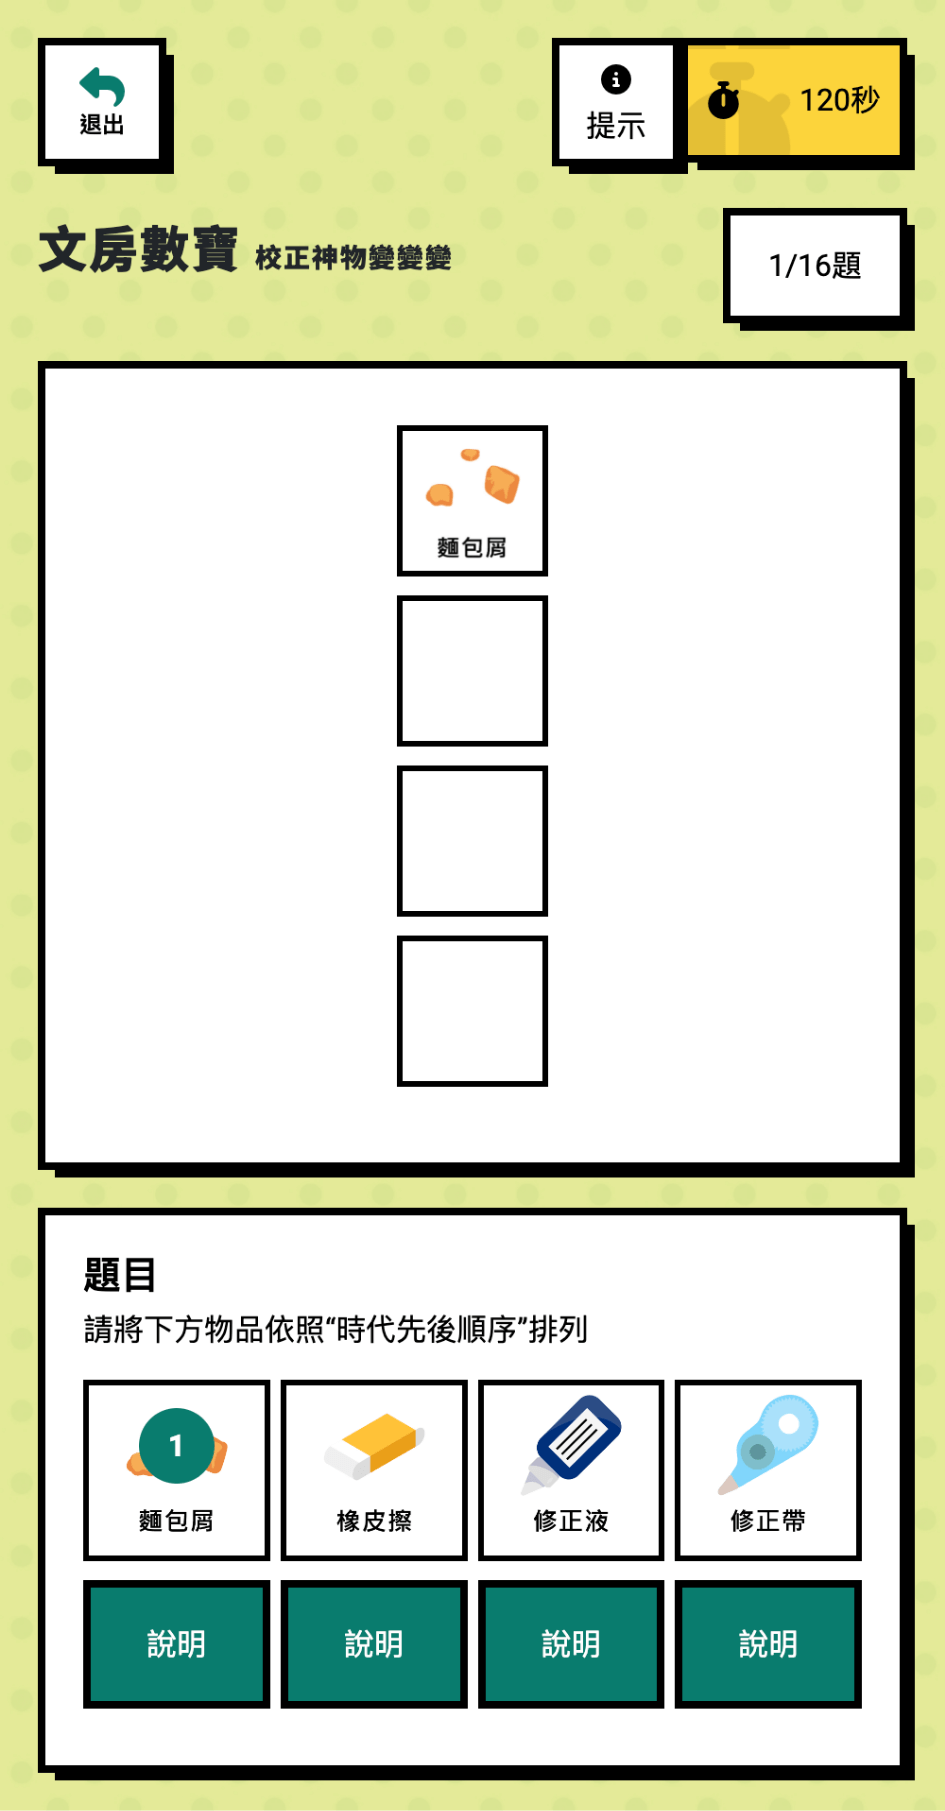 退出
提示
120秒
文房數寶 校正神物變變變
1/16題
麵包屑
題目
請將下方物品依照“時代先後順序”排列
1
麵包屑 橡皮擦 修正液 修正帶
說明 說明 說明 說明